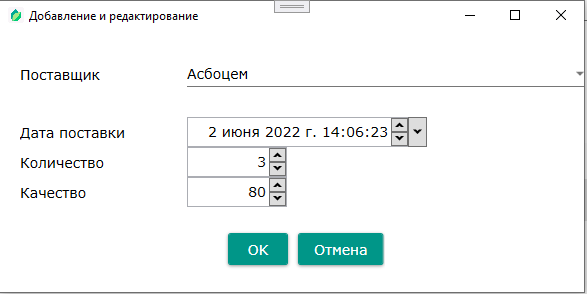 Добавление и редактирование
Поставщик Асбоцем
Дата поставки 2 июня 2022 г. 14:06:23
Количество 3
Качество 80
OK Отмена